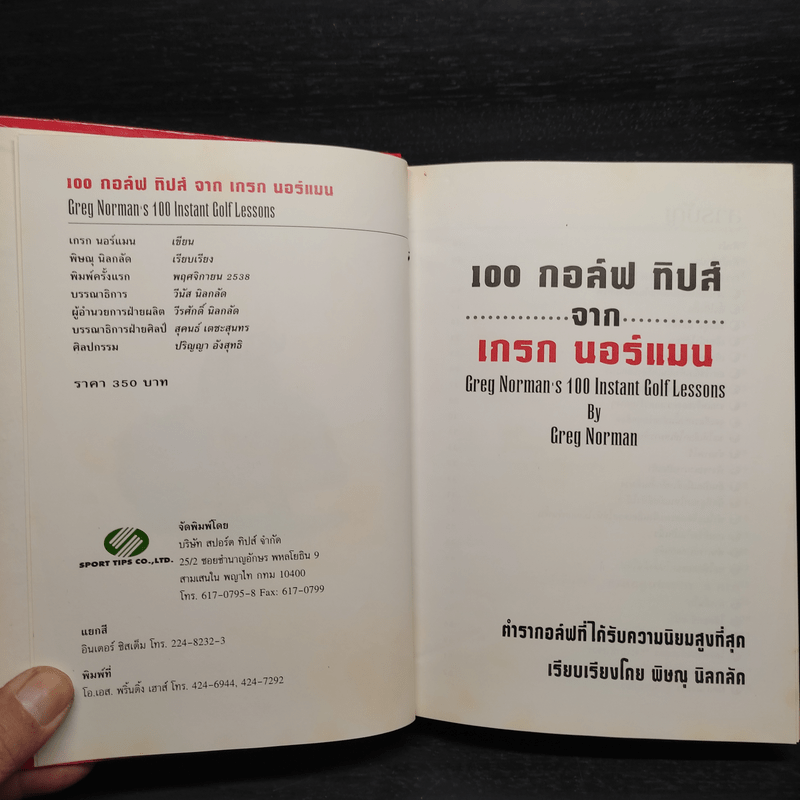 100 กอล์ฟ ทิปส์ จาก เกรก นอร์แมน
Greg Norman's 100 Instant Golf Lessons
เกรก นอร์แมน เขียน
พิษณุ นิลกลัด เรียบเรียง
พิมพ์ครั้งแรก พฤศจิกายน 2538
บรรณาธิการ วีนัส นิลกลัด
ผู้อำนวยการฝ่ายผลิต วีรศักดิ์ นิลกลัด
บรรณาธิการฝ่ายศิลป์ สุคนธ์ เตชะสุนทร
ศิลปกรรม ปริญญา อังสุทธิ
ราคา 350 บาท
SPORT TIPS CO.,LTD.
จัดพิมพ์โดย
บริษัท สปอร์ต ทิปส์ จำกัด
25/2 ซอยชำนาญอักษร พหลโยธิน 9
สามเสนใน พญาไท กทม 10400
โทร. 617-0795-8 Fax: 617-0799
แยกสี
อินเตอร์ ซิสเต็ม โทร. 224-8232-3
พิมพ์ที่
โอ.เอส. พริ้นติ้ง เฮาส์ โทร. 424-6944, 424-7292
100 กอล์ฟ ทิปส์
..............จาก..............
เกรก นอร์แมน
Greg Norman's 100 Instant Golf Lessons
By
Greg Norman
ตำรากอล์ฟที่ได้รับความนิยมสูงที่สุด
เรียบเรียงโดย พิษณุ นิลกลัด